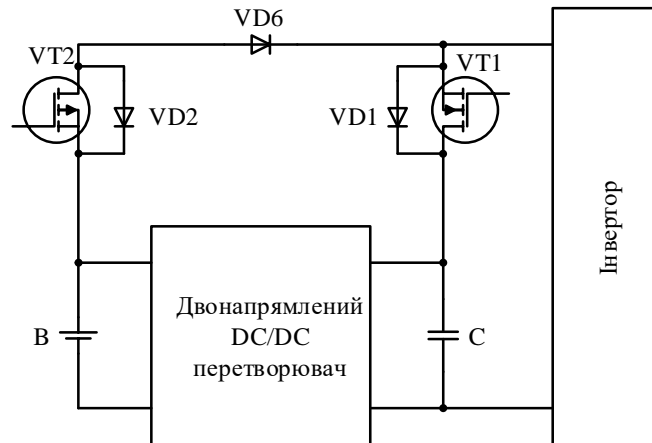 VD6
VT2
VT1
VD2
VD1
Двонапрямлений
DC/DC
перетворювач
B
C
Інвертор